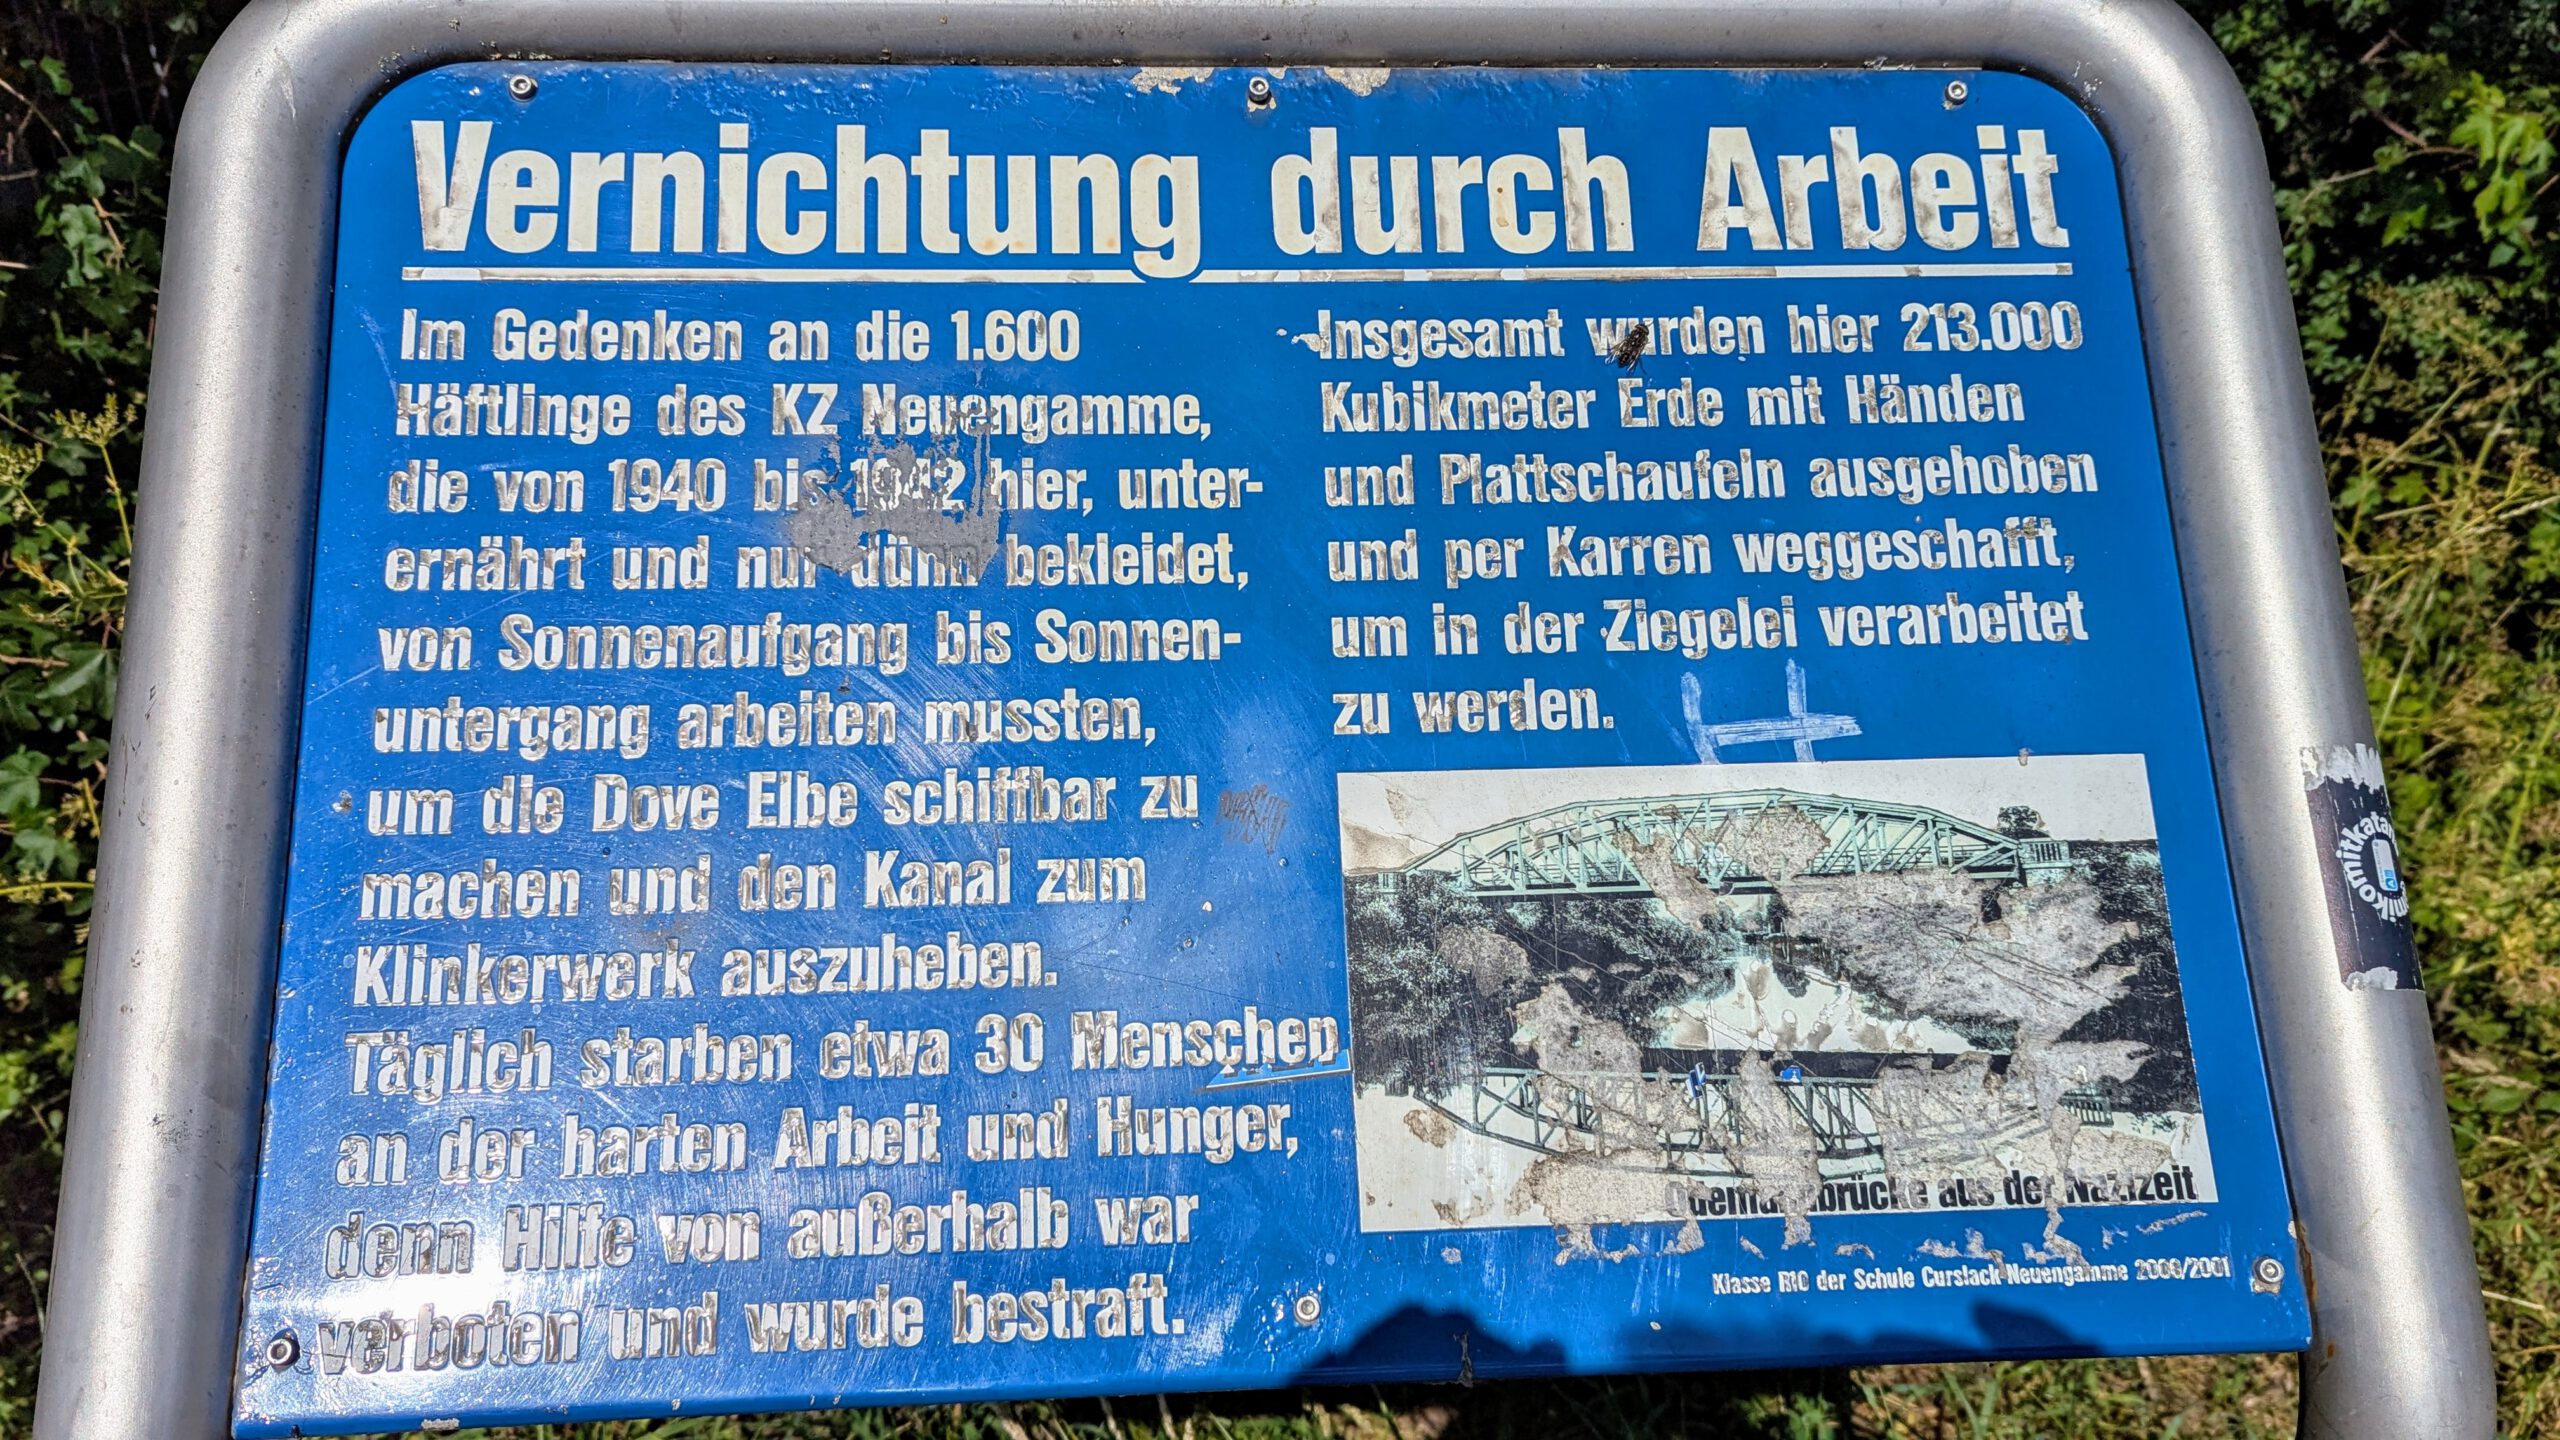 Vernichtung durch Arbeit
Im Gedenken an die 1.600
Häftlinge des KZ Neuengamme,
die von 1940 bis 1942 hier, unter-
ernährt und nur dünn bekleidet,
von Sonnenaufgang bis Sonnen-
untergang arbeiten mussten,
um die Dove Elbe schiffbar zu
machen und den Kanal zum
Klinkerwerk auszuheben.
Täglich starben etwa 30 Menschen
an der harten Arbeit und Hunger,
denn Hilfe von außerhalb war
verboten und wurde bestraft.
Insgesamt wurden hier 213.000
Kubikmeter Erde mit Händen
und Plattschaufeln ausgehoben
und per Karren weggeschafft,
um in der Ziegelei verarbeitet
zu werden.
aus der Nazizeit
Klasse R10 der Schule Curslack-Neuengamme 2000/2001